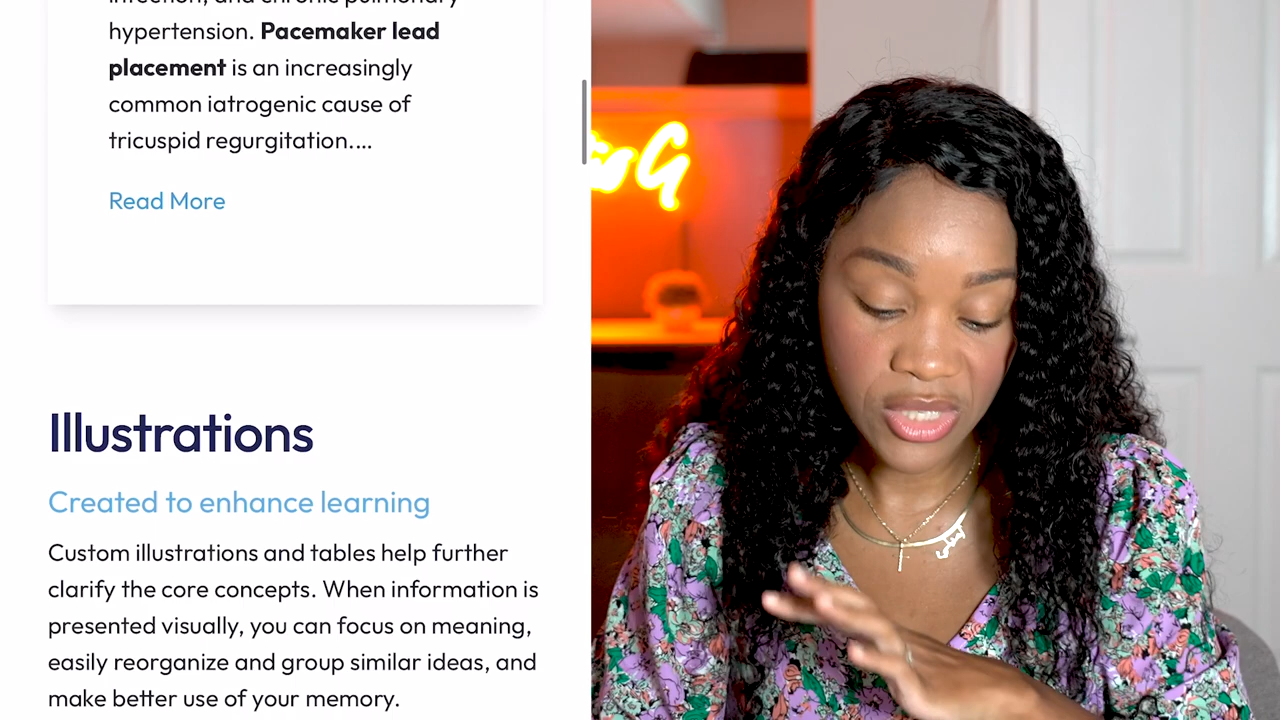 hypertension. Pacemaker lead
placement is an increasingly
common iatrogenic cause of
tricuspid regurgitation....
Read More
Illustrations
Created to enhance learning
Custom illustrations and tables help further
clarify the core concepts. When information is
presented visually, you can focus on meaning,
easily reorganize and group similar ideas, and
make better use of your memory.